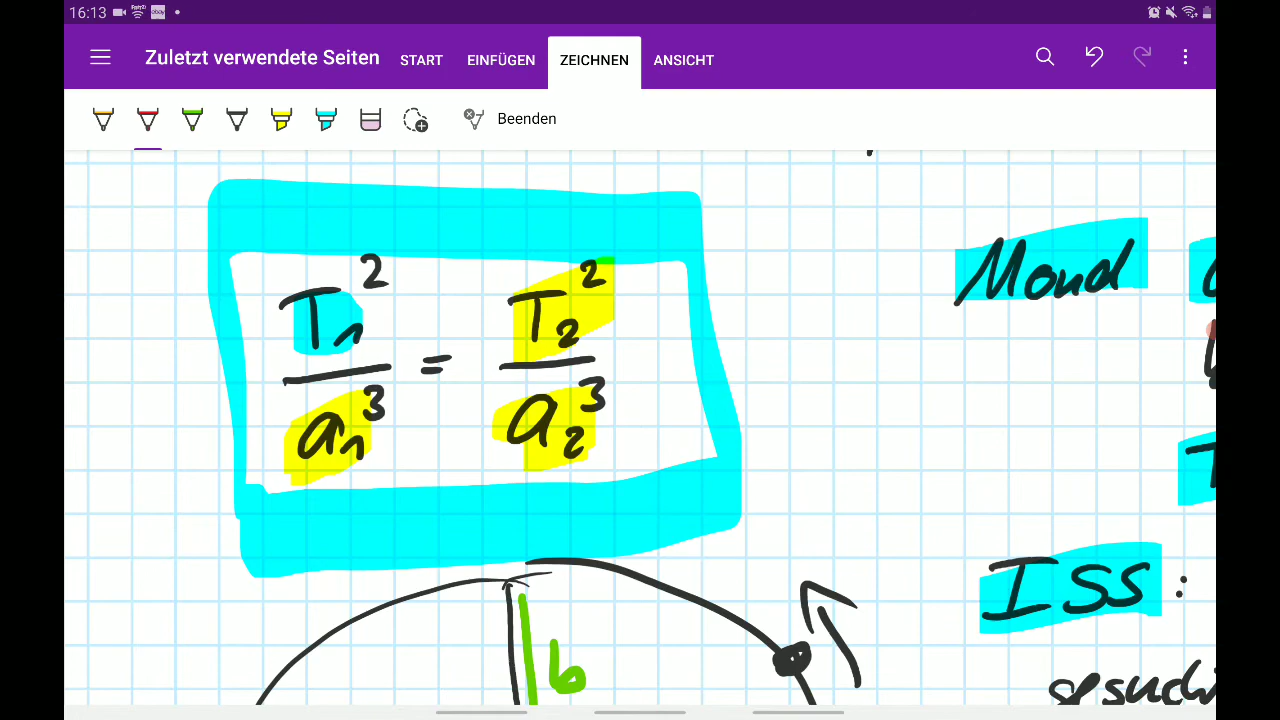 16:13
Zuletzt verwendete Seiten START EINFÜGEN ZEICHNEN ANSICHT
Beenden
T₁²/a₁³ = T₂²/a₂³
Mond
ISS :
b